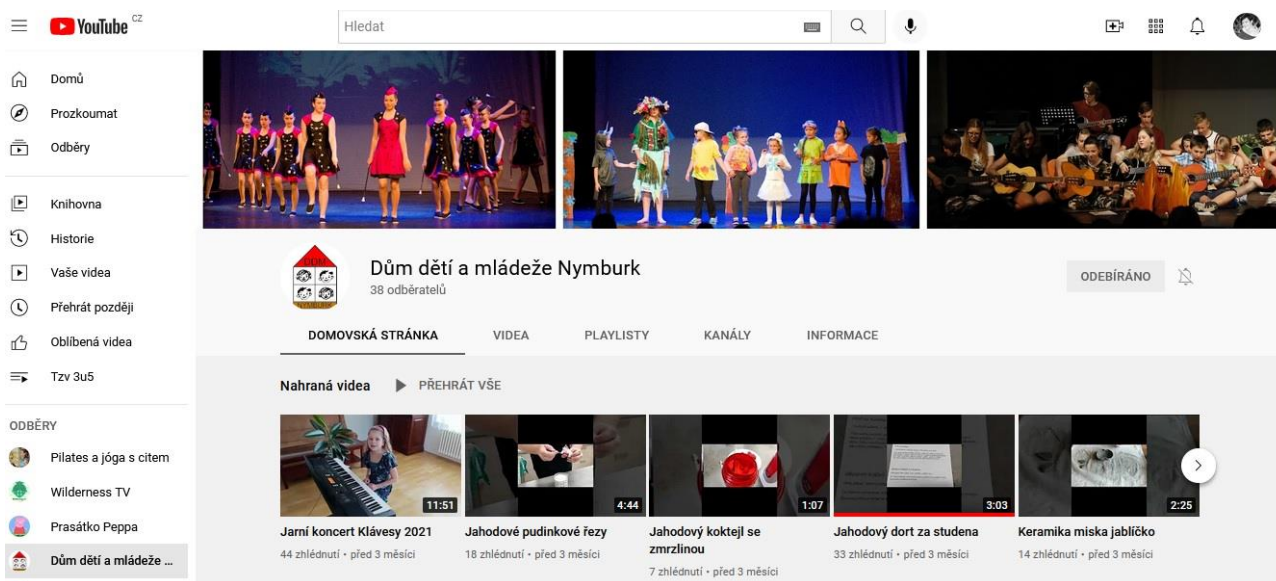 YouTube CZ
Hledat
Domů
Prozkoumat
Odběry
Knihovna
Historie
Vaše videa
Přehrát později
Oblíbená videa
Tzv 3u5
ODBĚRY
Pilates a jóga s citem
Wilderness TV
Prasátko Peppa
Dům dětí a mládeže ...
DDM
NYMBURK
Dům dětí a mládeže Nymburk
38 odběratelů
ODEBÍRÁNO
DOMOVSKÁ STRÁNKA VIDEA PLAYLISTY KANÁLY INFORMACE
Nahraná videa PŘEHRÁT VŠE
11:51 4:44 1:07 3:03 2:25
Jarní koncert Klávesy 2021
44 zhlédnutí • před 3 měsíci
Jahodové pudinkové řezy
18 zhlédnutí • před 3 měsíci
Jahodový koktejl se
zmrzlinou
7 zhlédnutí • před 3 měsíci
Jahodový dort za studena
33 zhlédnutí • před 3 měsíci
Keramika miska jablíčko
14 zhlédnutí • před 3 měsíci